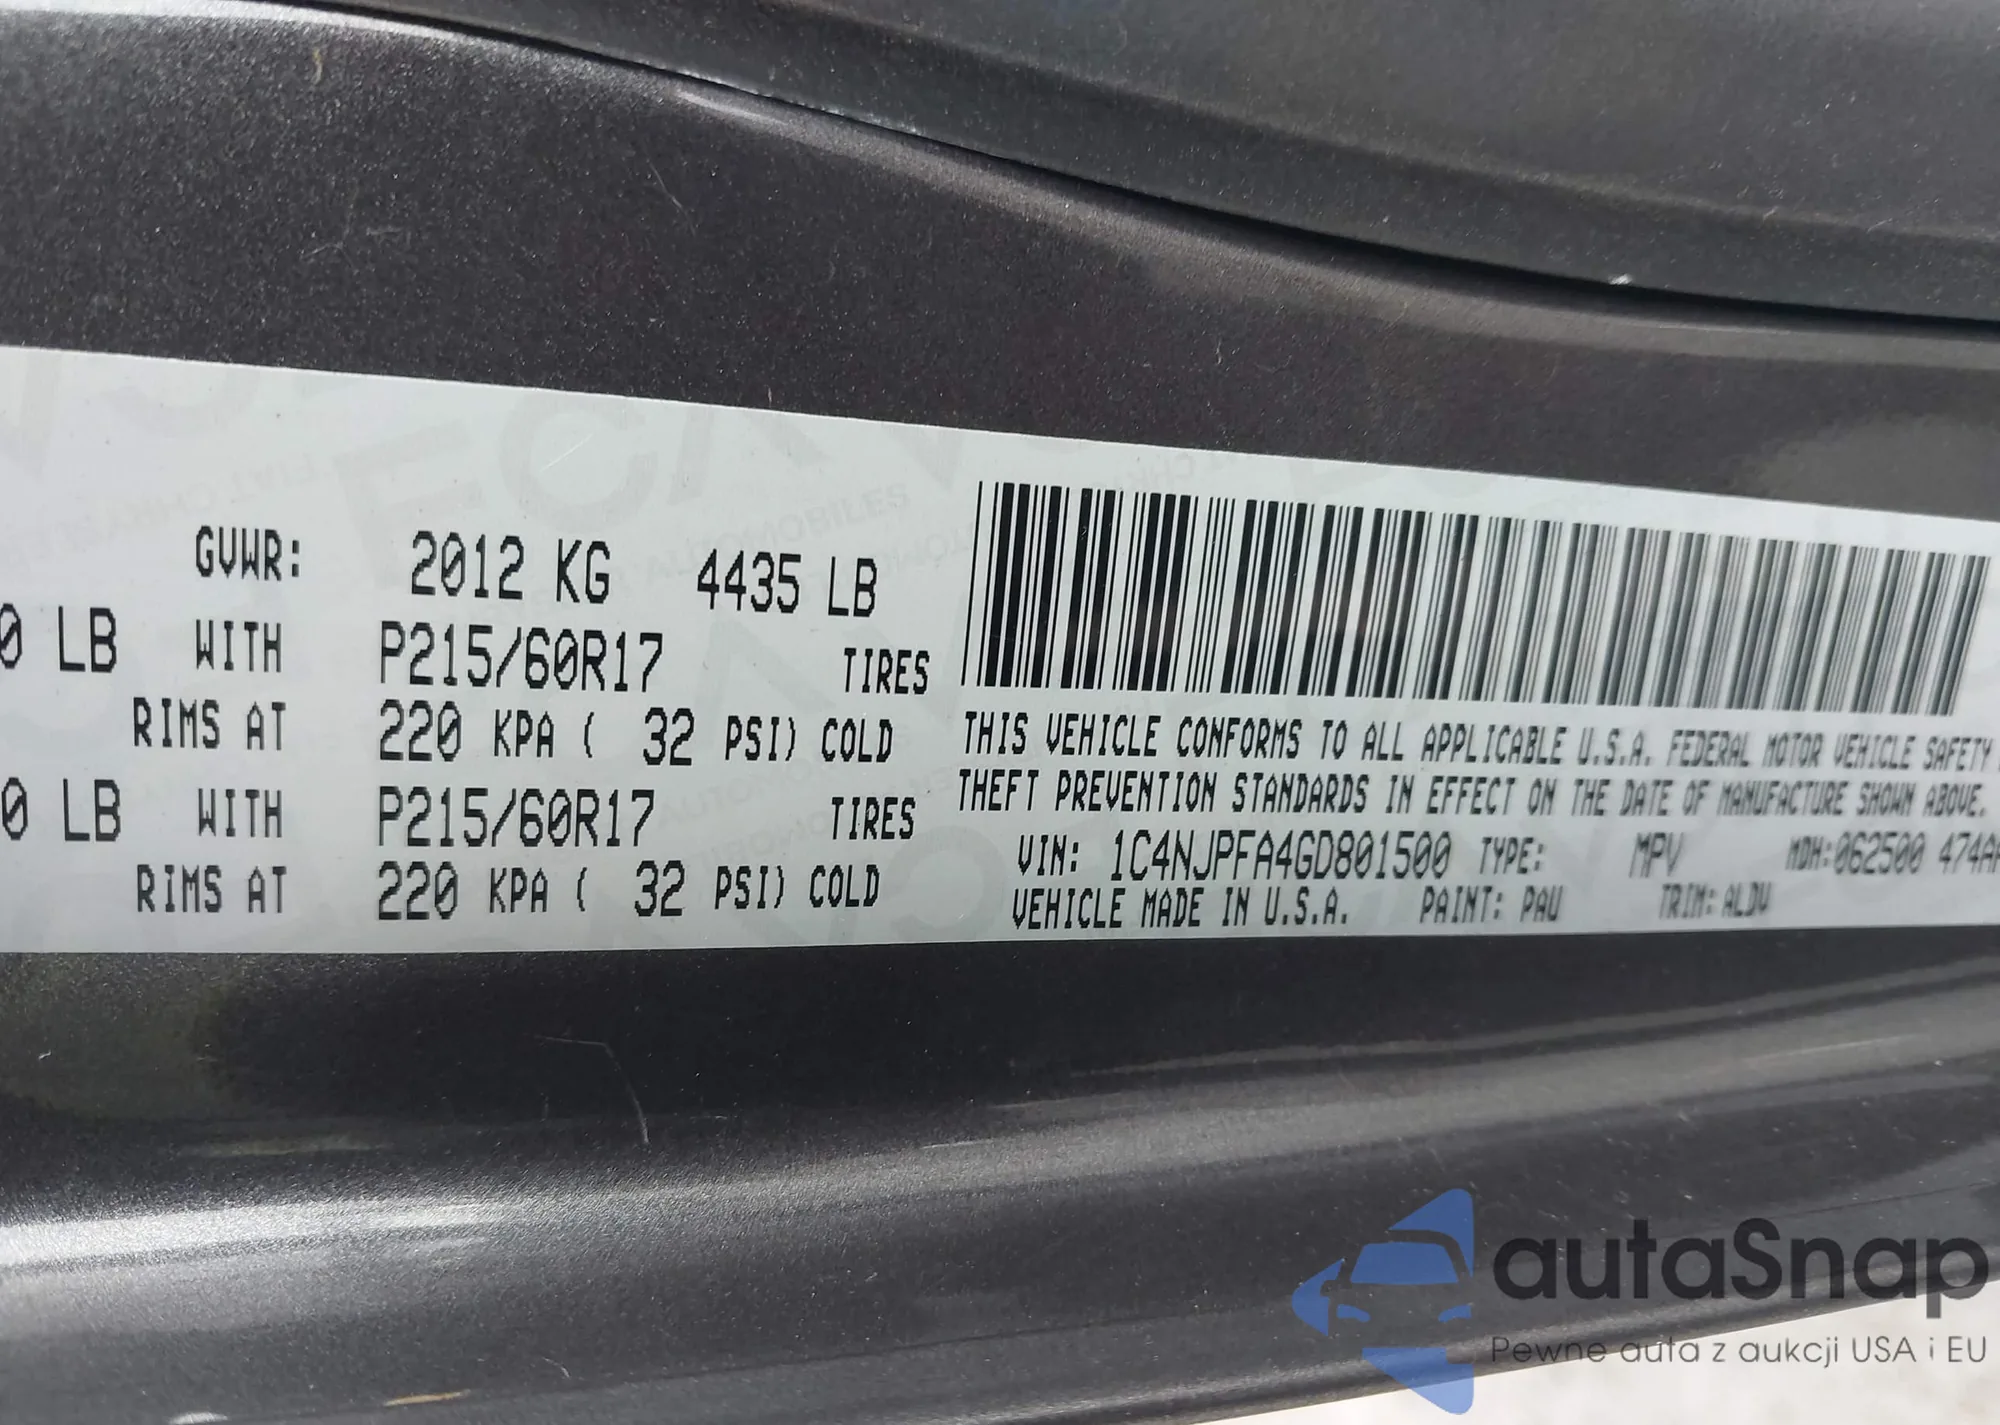 GVWR: 2012 KG 4435 LB
0 LB WITH P215/60R17 TIRES
RIMS AT 220 KPA ( 32 PSI) COLD
0 LB WITH P215/60R17 TIRES
RIMS AT 220 KPA ( 32 PSI) COLD
THIS VEHICLE CONFORMS TO ALL APPLICABLE U.S.A. FEDERAL MOTOR VEHICLE SAFETY
THEFT PREVENTION STANDARDS IN EFFECT ON THE DATE OF MANUFACTURE SHOWN ABOVE.
VIN: 1C4NJPFA4GD801500 TYPE: MPV MDH:062500 474A
VEHICLE MADE IN U.S.A. PAINT: PAU TRIM: ALDV
autaSnap
Pewne auta z aukcji USA i EU